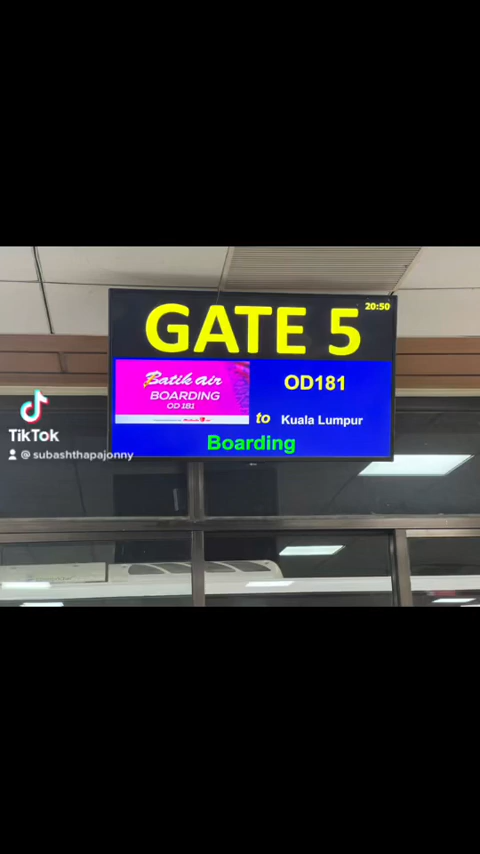 20:50
GATE 5
Batik air
BOARDING
OD 181
OD181
to Kuala Lumpur
Boarding
TikTok
@ subashthapajonny